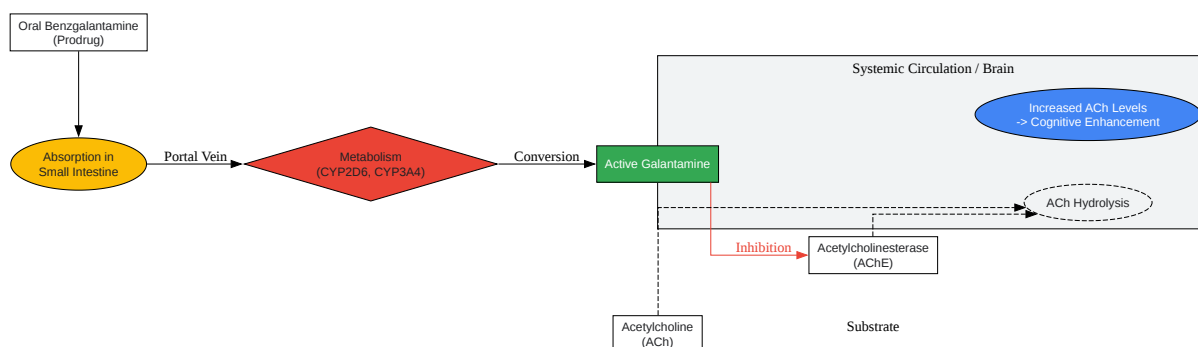 Oral Benzgalantamine
(Prodrug)
Systemic Circulation / Brain
Increased ACh Levels
-> Cognitive Enhancement
Absorption in
Small Intestine
Portal Vein
Metabolism
(CYP2D6, CYP3A4)
Conversion
Active Galantamine
ACh Hydrolysis
Inhibition
Acetylcholinesterase
(AChE)
Acetylcholine
(ACh)
Substrate